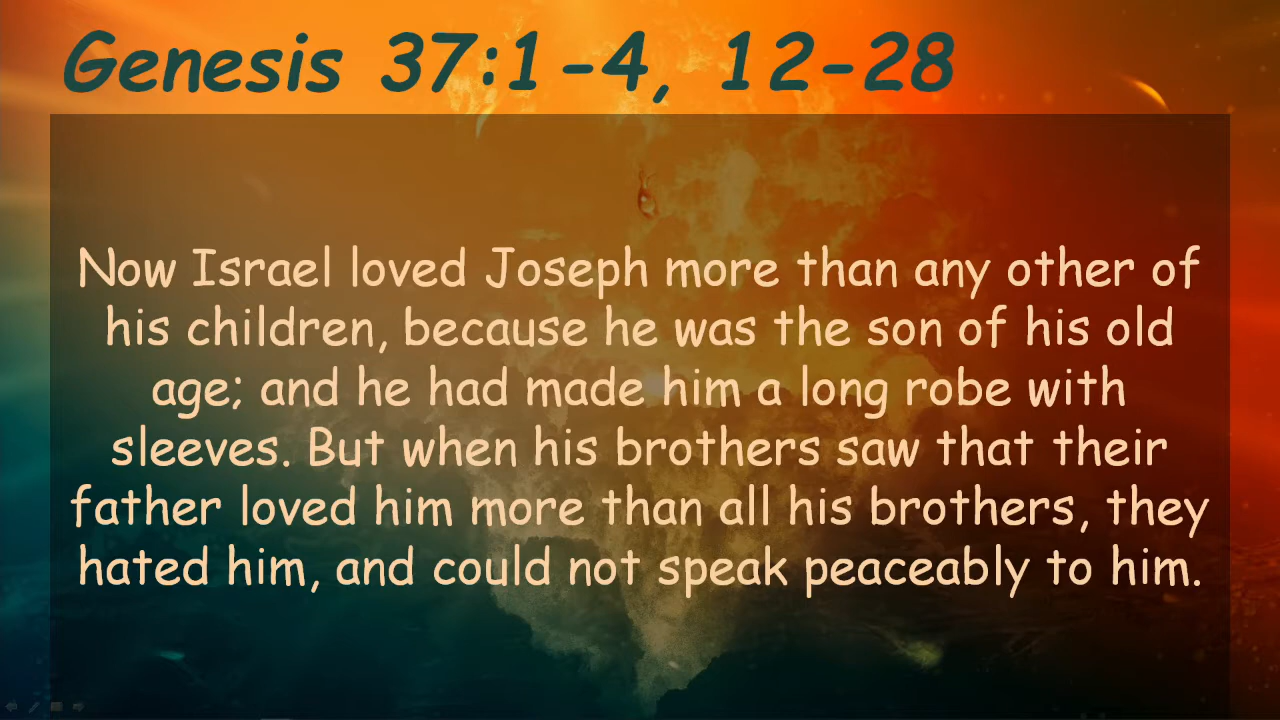 Genesis 37:1-4, 12-28
Now Israel loved Joseph more than any other of
his children, because he was the son of his old
age; and he had made him a long robe with
sleeves. But when his brothers saw that their
father loved him more than all his brothers, they
hated him, and could not speak peaceably to him.